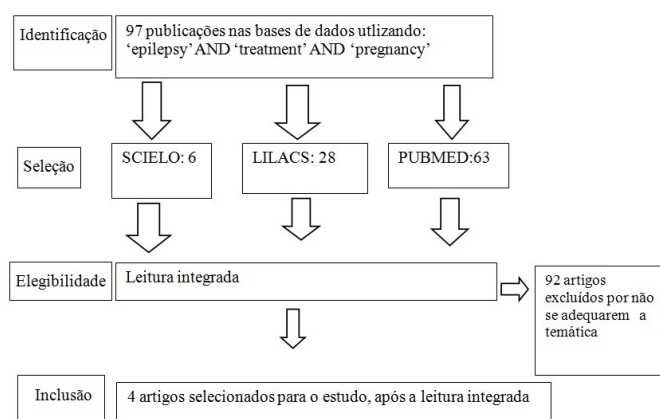 Identificação
97 publicações nas bases de dados utlizando:
‘epilepsy’ AND ‘treatment’ AND ‘pregnancy’
Seleção
SCIELO: 6
LILACS: 28
PUBMED:63
Elegibilidade
Leitura integrada
92 artigos
excluídos por não
se adequarem a
temática
Inclusão
4 artigos selecionados para o estudo, após a leitura integrada